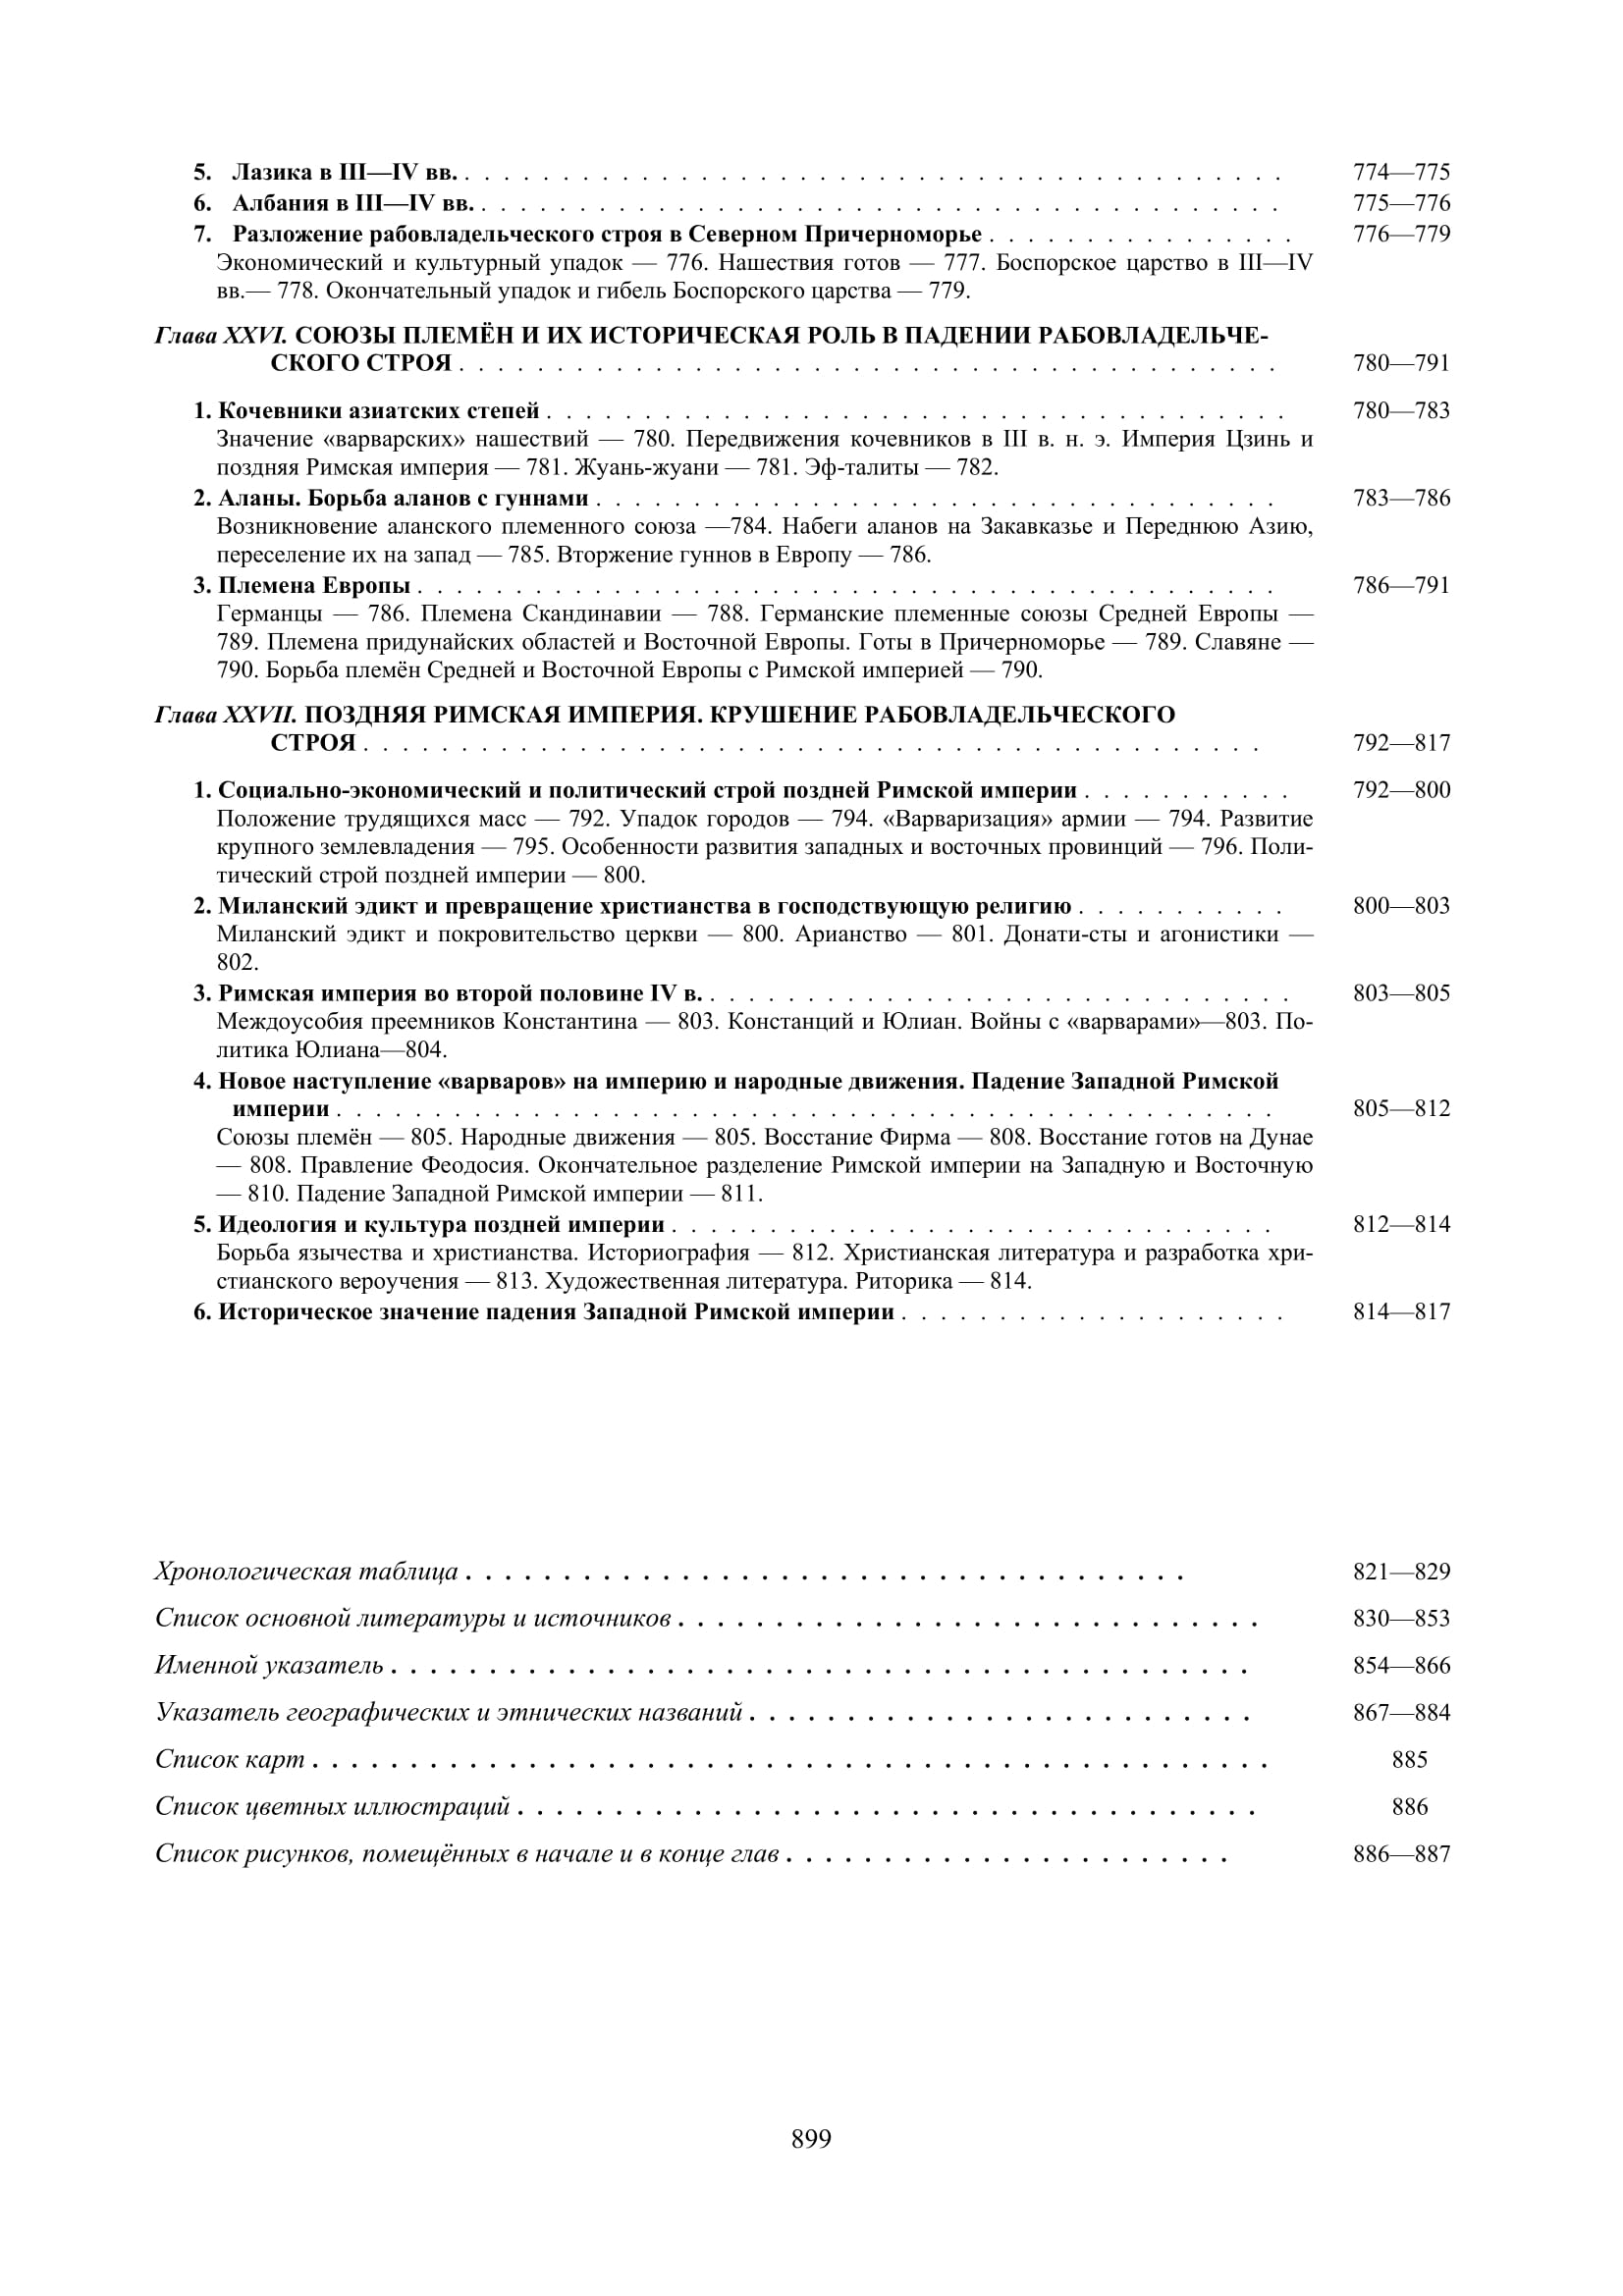 5. Лазика в III—IV вв. . . . . . . . . . . . . . . . . . . . . . . . . . . . . . . . . . . . . . . . . . . 774—775
6. Албания в III—IV вв. . . . . . . . . . . . . . . . . . . . . . . . . . . . . . . . . . . . . . . . . . 775—776
7. Разложение рабовладельческого строя в Северном Причерноморье . . . . . . . . . . . . . . . . 776—779
Экономический и культурный упадок — 776. Нашествия готов — 777. Боспорское царство в III—IV
вв.— 778. Окончательный упадок и гибель Боспорского царства — 779.
Глава XXVI. СОЮЗЫ ПЛЕМЁН И ИХ ИСТОРИЧЕСКАЯ РОЛЬ В ПАДЕНИИ РАБОВЛАДЕЛЬЧЕ-
СКОГО СТРОЯ . . . . . . . . . . . . . . . . . . . . . . . . . . . . . . . . . . . . . . . . . . 780—791
1. Кочевники азиатских степей . . . . . . . . . . . . . . . . . . . . . . . . . . . . . . . . . . . . . . 780—783
Значение «варварских» нашествий — 780. Передвижения кочевников в III в. н. э. Империя Цзинь и
поздняя Римская империя — 781. Жуань-жуани — 781. Эф-талиты — 782.
2. Аланы. Борьба аланов с гуннами . . . . . . . . . . . . . . . . . . . . . . . . . . . . . . . . . . . 783—786
Возникновение аланского племенного союза —784. Набеги аланов на Закавказье и Переднюю Азию,
переселение их на запад — 785. Вторжение гуннов в Европу — 786.
3. Племена Европы . . . . . . . . . . . . . . . . . . . . . . . . . . . . . . . . . . . . . . . . . . . . 786—791
Германцы — 786. Племена Скандинавии — 788. Германские племенные союзы Средней Европы —
789. Племена придунайских областей и Восточной Европы. Готы в Причерноморье — 789. Славяне —
790. Борьба племён Средней и Восточной Европы с Римской империей — 790.
Глава XXVII. ПОЗДНЯЯ РИМСКАЯ ИМПЕРИЯ. КРУШЕНИЕ РАБОВЛАДЕЛЬЧЕСКОГО
СТРОЯ . . . . . . . . . . . . . . . . . . . . . . . . . . . . . . . . . . . . . . . . . . . . . . 792—817
1. Социально-экономический и политический строй поздней Римской империи . . . . . . . . . . . 792—800
Положение трудящихся масс — 792. Упадок городов — 794. «Варваризация» армии — 794. Развитие
крупного землевладения — 795. Особенности развития западных и восточных провинций — 796. Поли-
тический строй поздней империи — 800.
2. Миланский эдикт и превращение христианства в господствующую религию . . . . . . . . . . . 800—803
Миланский эдикт и покровительство церкви — 800. Арианство — 801. Донати-сты и агонистики —
802.
3. Римская империя во второй половине IV в. . . . . . . . . . . . . . . . . . . . . . . . . . . . . . . 803—805
Междоусобия преемников Константина — 803. Констанций и Юлиан. Войны с «варварами»—803. По-
литика Юлиана—804.
4. Новое наступление «варваров» на империю и народные движения. Падение Западной Римской
империи . . . . . . . . . . . . . . . . . . . . . . . . . . . . . . . . . . . . . . . . . . . . . . . . 805—812
Союзы племён — 805. Народные движения — 805. Восстание Фирма — 808. Восстание готов на Дунае
— 808. Правление Феодосия. Окончательное разделение Римской империи на Западную и Восточную
— 810. Падение Западной Римской империи — 811.
5. Идеология и культура поздней империи . . . . . . . . . . . . . . . . . . . . . . . . . . . . . . . 812—814
Борьба язычества и христианства. Историография — 812. Христианская литература и разработка хри-
стианского вероучения — 813. Художественная литература. Риторика — 814.
6. Историческое значение падения Западной Римской империи . . . . . . . . . . . . . . . . . . . . 814—817
Хронологическая таблица . . . . . . . . . . . . . . . . . . . . . . . . . . . . . . . . . . . . . 821—829
Список основной литературы и источников . . . . . . . . . . . . . . . . . . . . . . . . . . . . . . 830—853
Именной указатель . . . . . . . . . . . . . . . . . . . . . . . . . . . . . . . . . . . . . . . . . . . . 854—866
Указатель географических и этнических названий . . . . . . . . . . . . . . . . . . . . . . . . . . 867—884
Список карт . . . . . . . . . . . . . . . . . . . . . . . . . . . . . . . . . . . . . . . . . . . . . . . . . 885
Список цветных иллюстраций . . . . . . . . . . . . . . . . . . . . . . . . . . . . . . . . . . . . . . 886
Список рисунков, помещённых в начале и в конце глав . . . . . . . . . . . . . . . . . . . . . . . 886—887
899